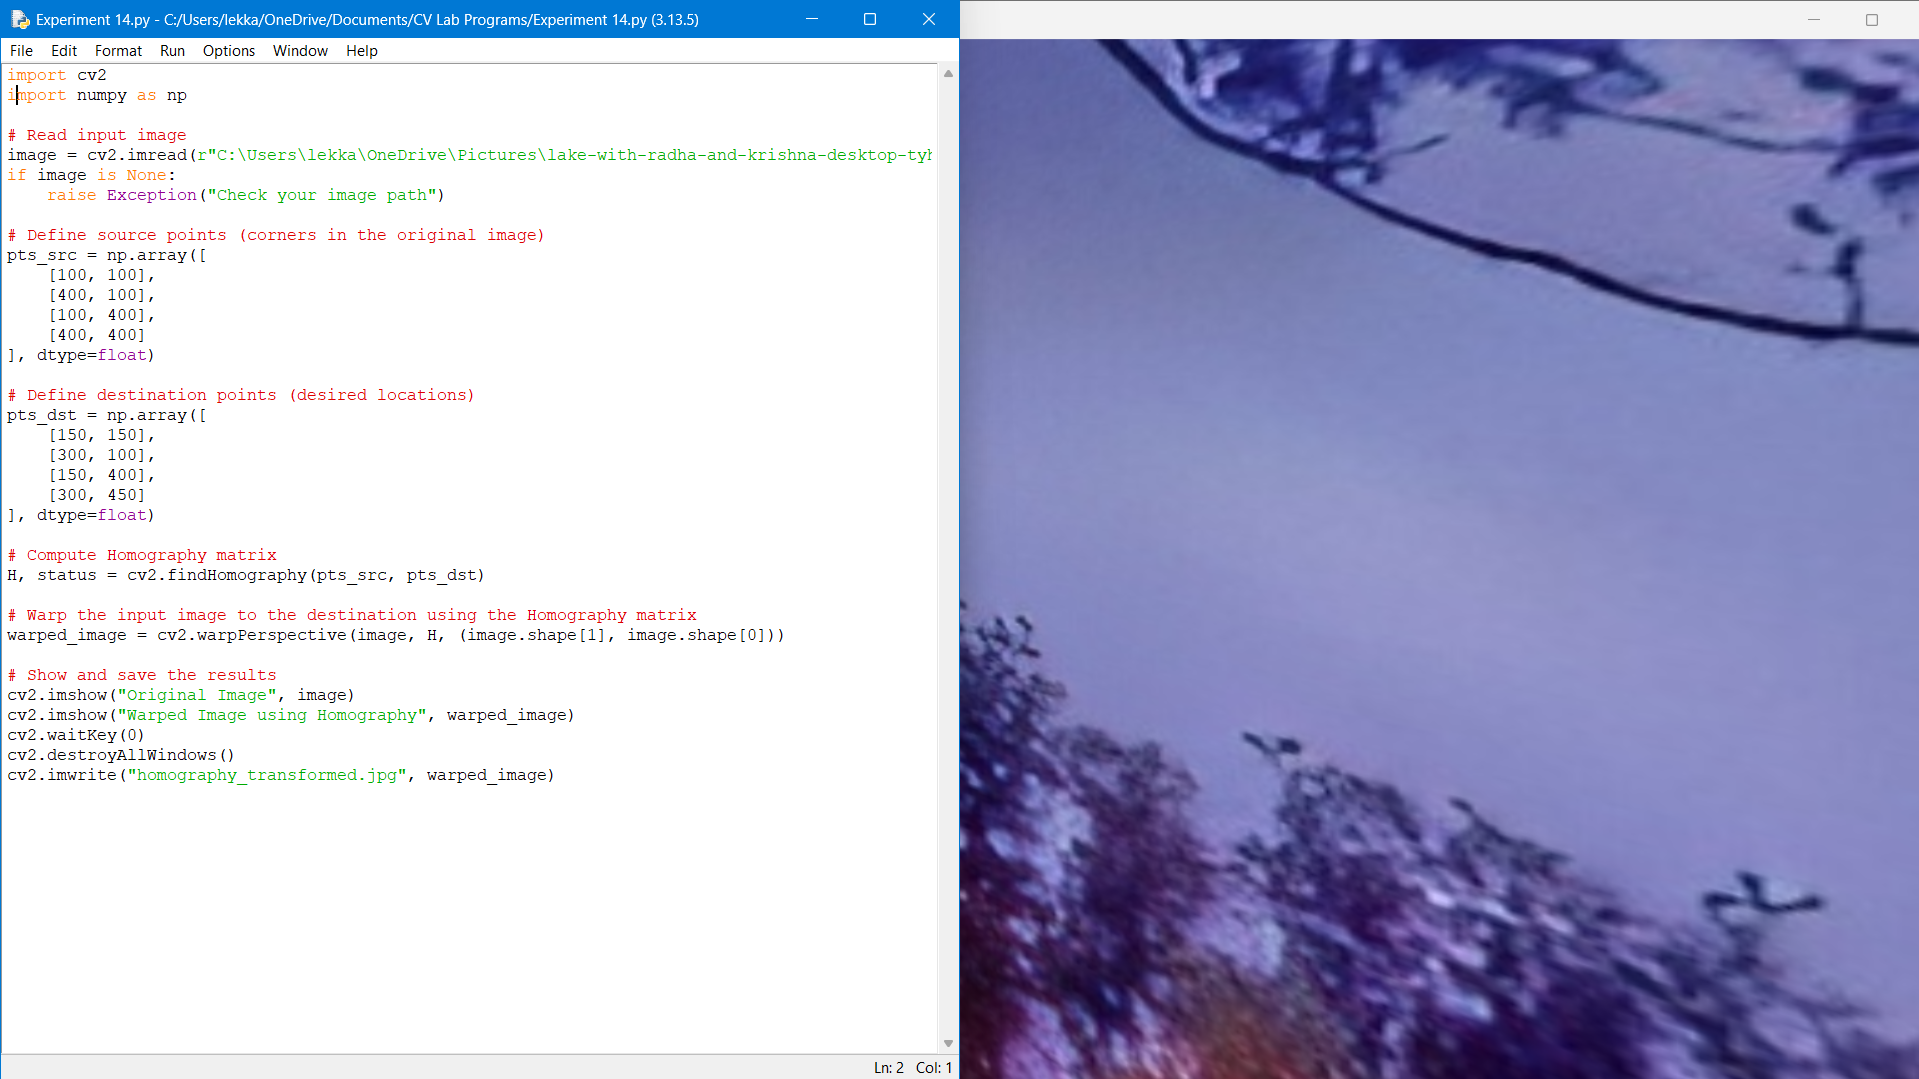 Experiment 14.py - C:/Users/lekka/OneDrive/Documents/CV Lab Programs/Experiment 14.py (3.13.5)
File Edit Format Run Options Window Help
import cv2
import numpy as np
# Read input image
image = cv2.imread(r"C:\Users\lekka\OneDrive\Pictures\lake-with-radha-and-krishna-desktop-tyh
if image is None:
    raise Exception("Check your image path")
# Define source points (corners in the original image)
pts_src = np.array([
    [100, 100],
    [400, 100],
    [100, 400],
    [400, 400]
], dtype=float)
# Define destination points (desired locations)
pts_dst = np.array([
    [150, 150],
    [300, 100],
    [150, 400],
    [300, 450]
], dtype=float)
# Compute Homography matrix
H, status = cv2.findHomography(pts_src, pts_dst)
# Warp the input image to the destination using the Homography matrix
warped_image = cv2.warpPerspective(image, H, (image.shape[1], image.shape[0]))
# Show and save the results
cv2.imshow("Original Image", image)
cv2.imshow("Warped Image using Homography", warped_image)
cv2.waitKey(0)
cv2.destroyAllWindows()
cv2.imwrite("homography_transformed.jpg", warped_image)
Ln: 2 Col: 1